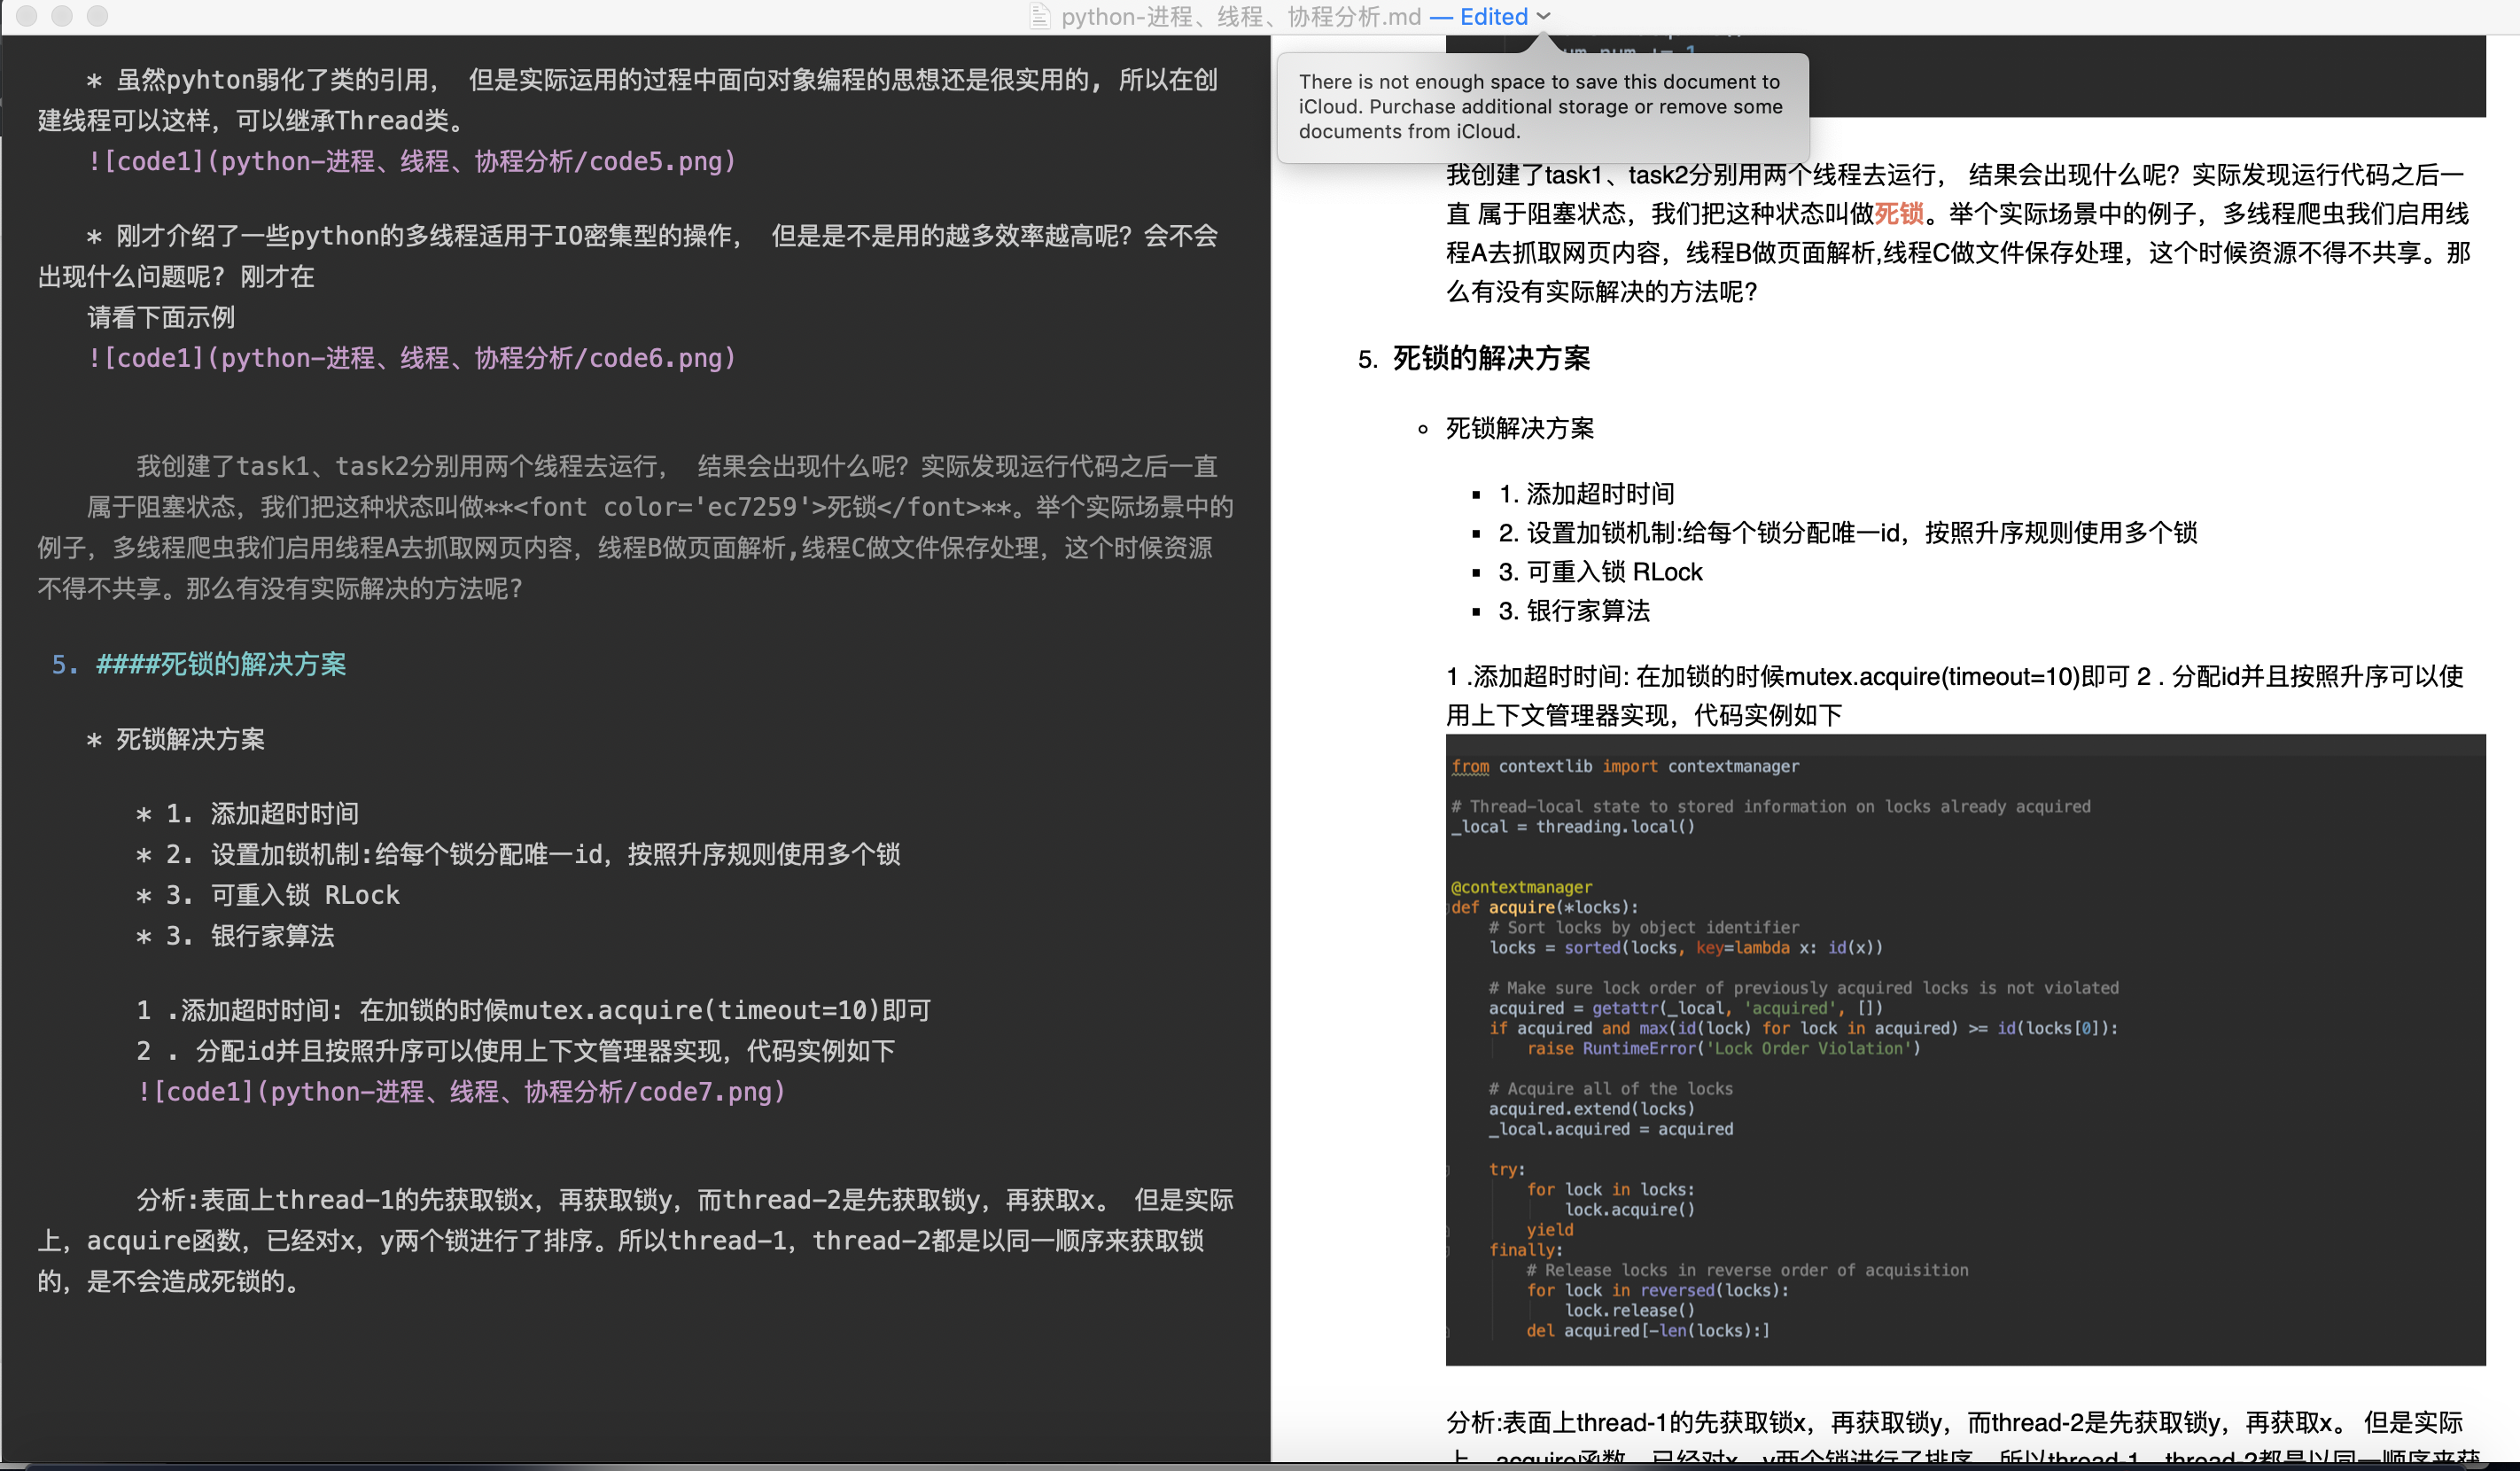 python-进程、线程、协程分析.md — Edited
* 虽然pyhton弱化了类的引用， 但是实际运用的过程中面向对象编程的思想还是很实用的, 所以在创
建线程可以这样，可以继承Thread类。
![code1](python-进程、线程、协程分析/code5.png)
* 刚才介绍了一些python的多线程适用于IO密集型的操作， 但是是不是用的越多效率越高呢？会不会
出现什么问题呢？刚才在
请看下面示例
![code1](python-进程、线程、协程分析/code6.png)
我创建了task1、task2分别用两个线程去运行， 结果会出现什么呢？实际发现运行代码之后一直
属于阻塞状态，我们把这种状态叫做**<font color='ec7259'>死锁</font>**。举个实际场景中的
例子，多线程爬虫我们启用线程A去抓取网页内容，线程B做页面解析,线程C做文件保存处理，这个时候资源
不得不共享。那么有没有实际解决的方法呢？
5. ####死锁的解决方案
* 死锁解决方案
* 1. 添加超时时间
* 2. 设置加锁机制:给每个锁分配唯一id，按照升序规则使用多个锁
* 3. 可重入锁 RLock
* 3. 银行家算法
1 .添加超时时间: 在加锁的时候mutex.acquire(timeout=10)即可
2 . 分配id并且按照升序可以使用上下文管理器实现，代码实例如下
![code1](python-进程、线程、协程分析/code7.png)
分析:表面上thread-1的先获取锁x，再获取锁y，而thread-2是先获取锁y，再获取x。 但是实际
上，acquire函数，已经对x，y两个锁进行了排序。所以thread-1，thread-2都是以同一顺序来获取锁
的，是不会造成死锁的。
There is not enough space to save this document to
iCloud. Purchase additional storage or remove some
documents from iCloud.
我创建了task1、task2分别用两个线程去运行， 结果会出现什么呢？实际发现运行代码之后一
直 属于阻塞状态，我们把这种状态叫做死锁。举个实际场景中的例子，多线程爬虫我们启用线
程A去抓取网页内容，线程B做页面解析,线程C做文件保存处理，这个时候资源不得不共享。那
么有没有实际解决的方法呢？
5. 死锁的解决方案
死锁解决方案
1. 添加超时时间
2. 设置加锁机制:给每个锁分配唯一id，按照升序规则使用多个锁
3. 可重入锁 RLock
3. 银行家算法
1 .添加超时时间: 在加锁的时候mutex.acquire(timeout=10)即可 2 . 分配id并且按照升序可以使
用上下文管理器实现，代码实例如下
from contextlib import contextmanager
# Thread-local state to stored information on locks already acquired
_local = threading.local()
@contextmanager
def acquire(*locks):
# Sort locks by object identifier
locks = sorted(locks, key=lambda x: id(x))
# Make sure lock order of previously acquired locks is not violated
acquired = getattr(_local, 'acquired', [])
if acquired and max(id(lock) for lock in acquired) >= id(locks[0]):
raise RuntimeError('Lock Order Violation')
# Acquire all of the locks
acquired.extend(locks)
_local.acquired = acquired
try:
for lock in locks:
lock.acquire()
yield
finally:
# Release locks in reverse order of acquisition
for lock in reversed(locks):
lock.release()
del acquired[-len(locks):]
分析:表面上thread-1的先获取锁x，再获取锁y，而thread-2是先获取锁y，再获取x。 但是实际
上，acquire函数，已经对x，y两个锁进行了排序。所以thread-1，thread-2都是以同一顺序来获